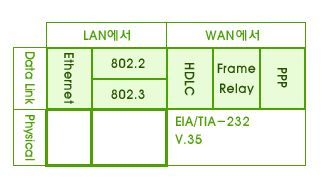 LAN에서
WAN에서
Data Link
Ethernet
802.2
802.3
HDLC
Frame
Relay
PPP
Physical
EIA/TIA-232
V.35